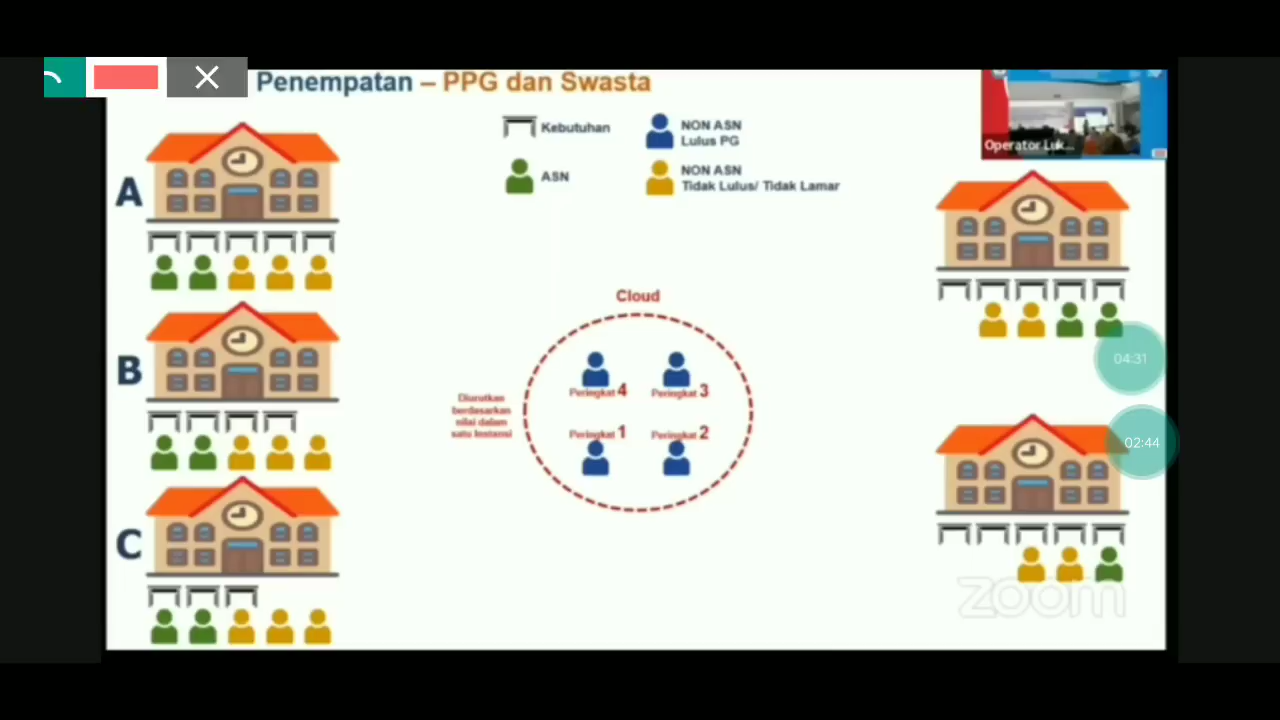 Penempatan – PPG dan Swasta
Kebutuhan
NON ASN
Lulus PG
ASN
NON ASN
Tidak Lulus/ Tidak Lamar
Operator Luk...
A
B
C
Cloud
Diurutkan
berdasarkan
nilai dalam
satu Instansi
Peringkat 4
Peringkat 3
Peringkat 1
Peringkat 2
04:31
02:44
zoom